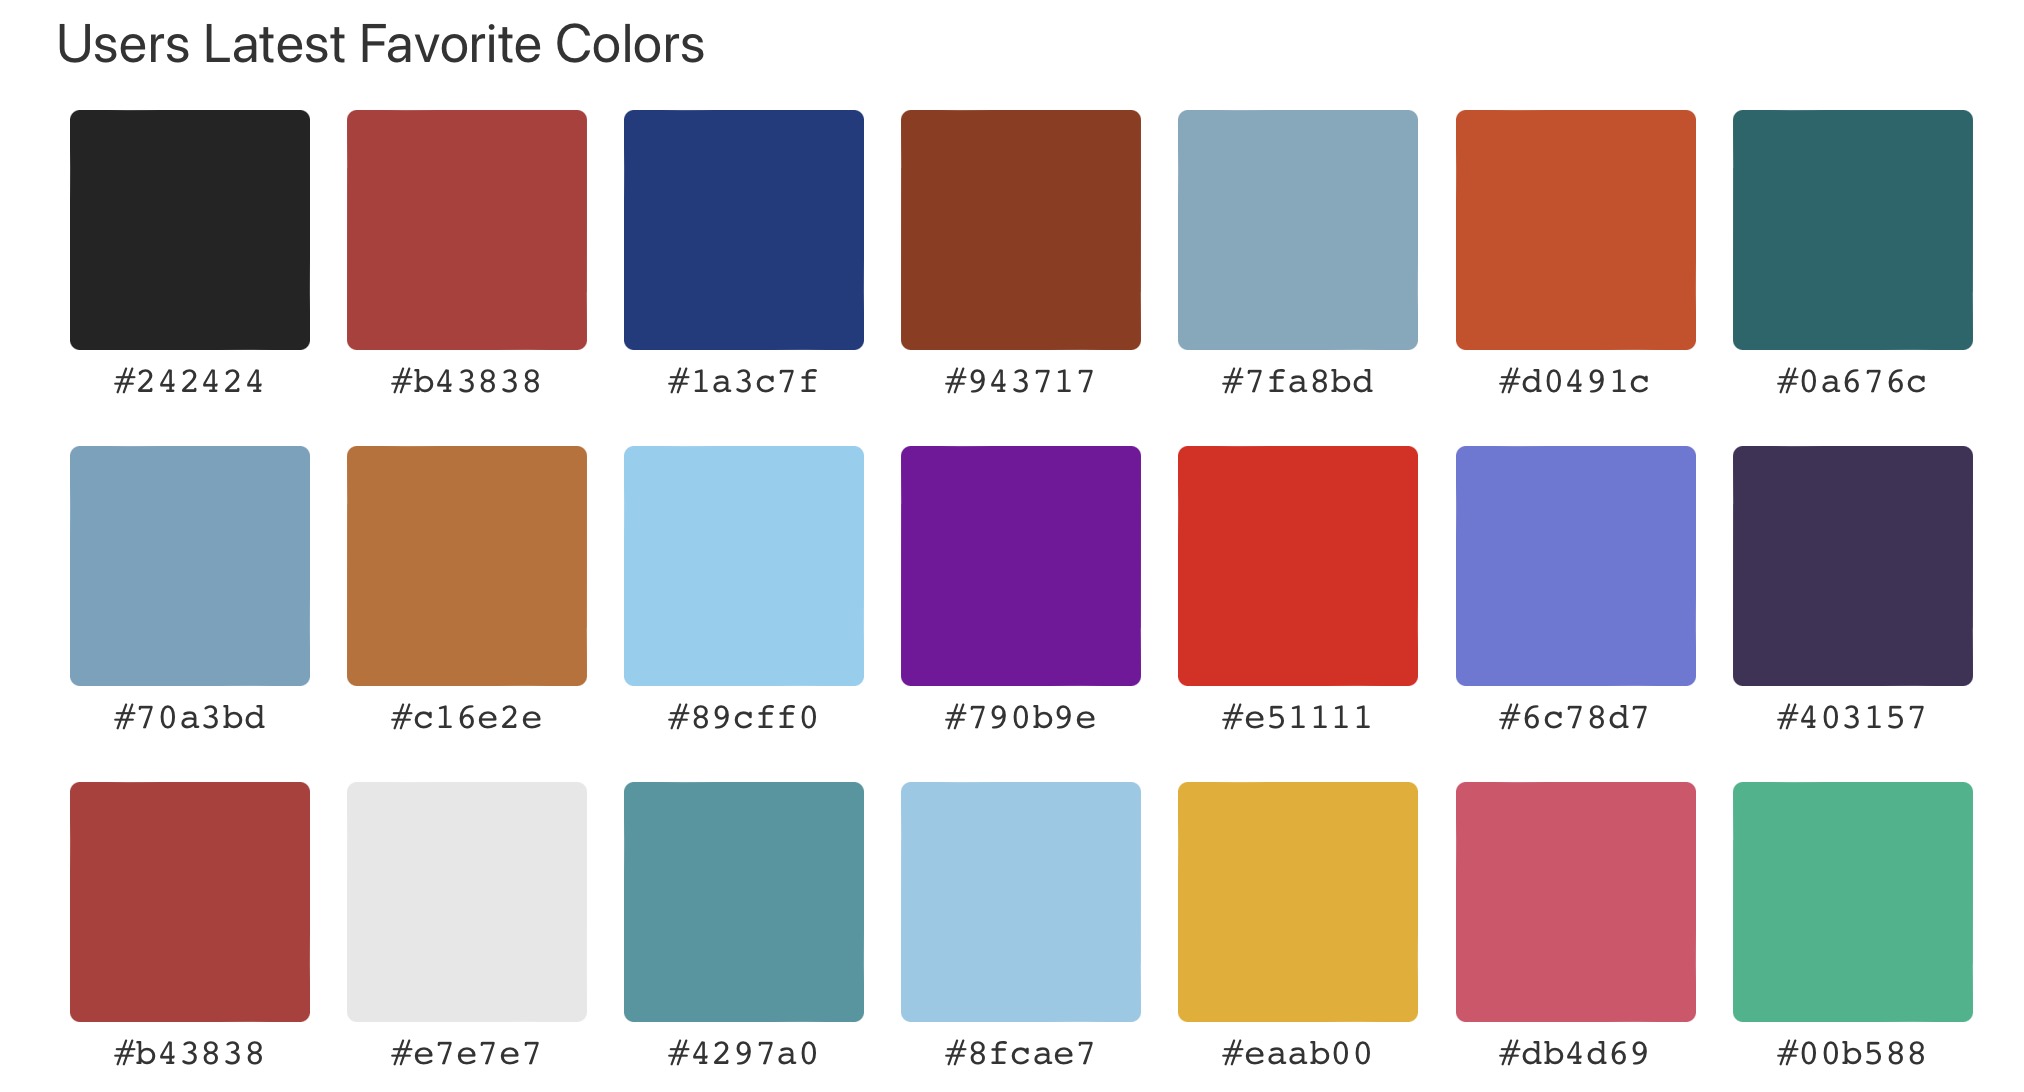 Users Latest Favorite Colors
#242424 #b43838 #1a3c7f #943717 #7fa8bd #d0491c #0a676c
#70a3bd #c16e2e #89cff0 #790b9e #e51111 #6c78d7 #403157
#b43838 #e7e7e7 #4297a0 #8fcae7 #eaab00 #db4d69 #00b588